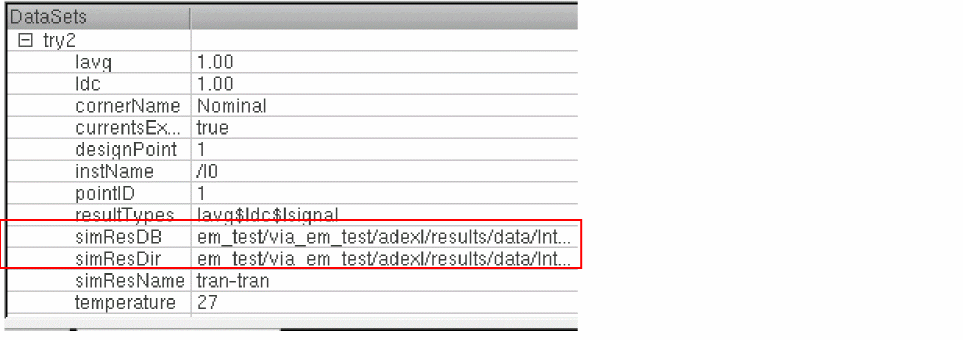 DataSets
try2
Iavg 1.00
Idc 1.00
cornerName Nominal
currentsEx... true
designPoint 1
instName /I0
pointID 1
resultTypes Iavg$Idc$Isignal
simResDB em_test/via_em_test/adexl/results/data/Int...
simResDir em_test/via_em_test/adexl/results/data/Int...
simResName tran-tran
temperature 27